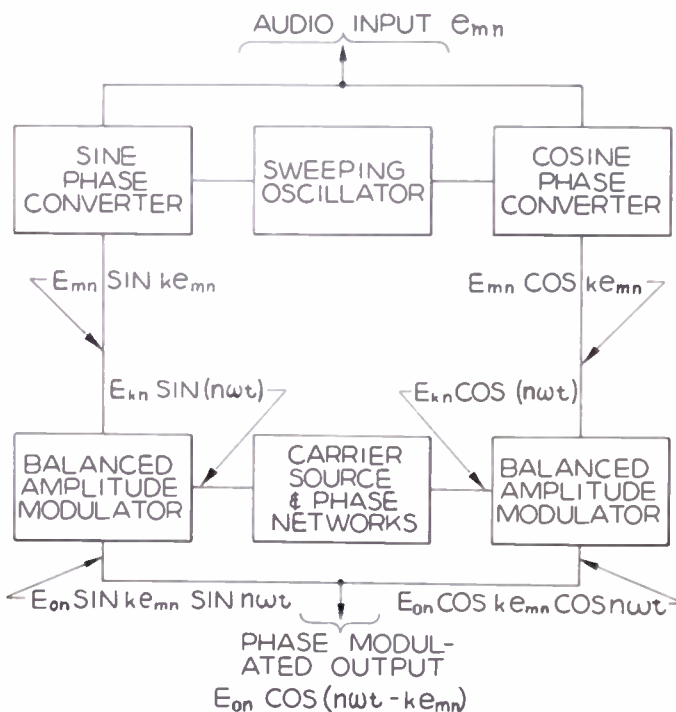 AUDIO INPUT emn
SINE
PHASE
CONVERTER
SWEEPING
OSCILLATOR
COSINE
PHASE
CONVERTER
Emn SIN kemn
Emn COS kemn
Ekn SIN (nωt)
Ekn COS (nωt)
BALANCED
AMPLITUDE
MODULATOR
CARRIER
SOURCE
& PHASE
NETWORKS
BALANCED
AMPLITUDE
MODULATOR
Eon SIN kemn SIN nωt
Eon COS kemn COS nωt
PHASE MODUL-
ATED OUTPUT
Eon COS (nωt - kemn)